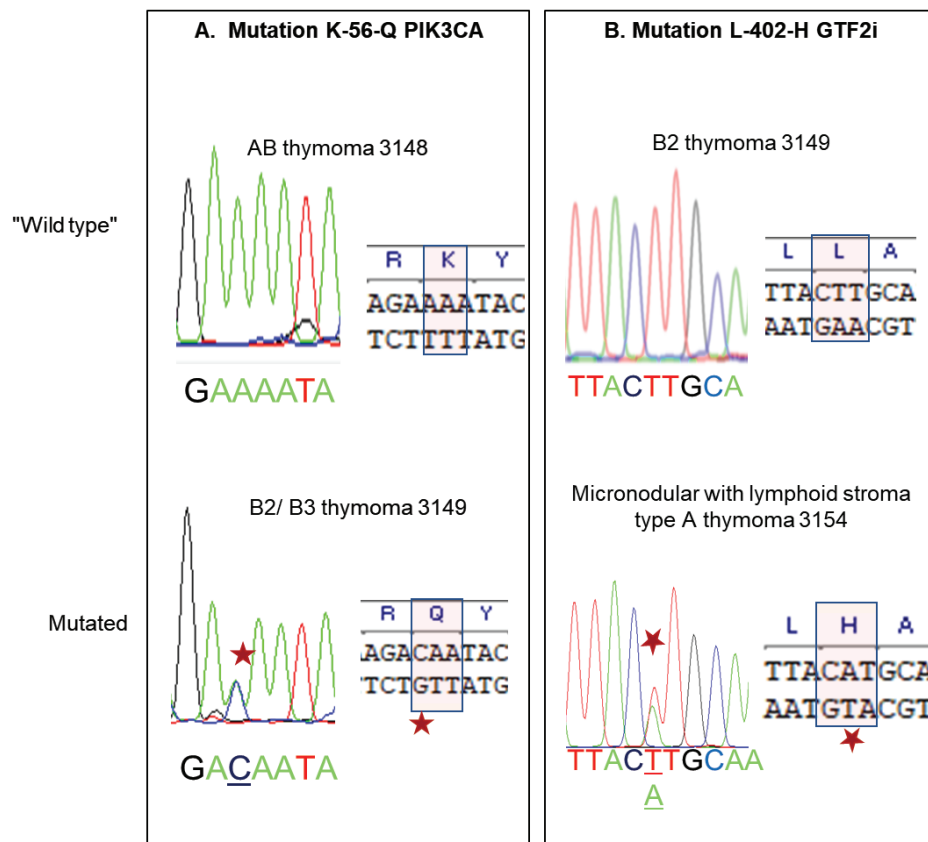 A. Mutation K-56-Q PIK3CA
B. Mutation L-402-H GTF2i
"Wild type"
AB thymoma 3148
R K Y
AGAAAATAC
TCTTTTATG
GAAAATA
B2 thymoma 3149
L L A
TTACTTGCA
AATGAACGT
TTACTTGCA
Mutated
B2/ B3 thymoma 3149
R Q Y
AGACAATAC
TCTGTTATG
GACAATA
Micronodular with lymphoid stroma
type A thymoma 3154
L H A
TTACATGCA
AATGTACGT
TTACTTGCAA
A